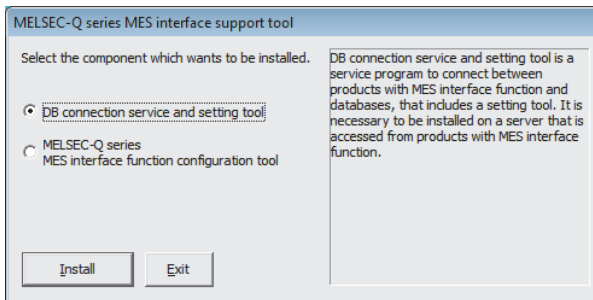 MELSEC-Q series MES interface support tool
Select the component which wants to be installed.
DB connection service and setting tool
MELSEC-Q series
MES interface function configuration tool
DB connection service and setting tool is a
service program to connect between
products with MES interface function and
databases, that includes a setting tool. It is
necessary to be installed on a server that is
accessed from products with MES interface
function.
Install
Exit